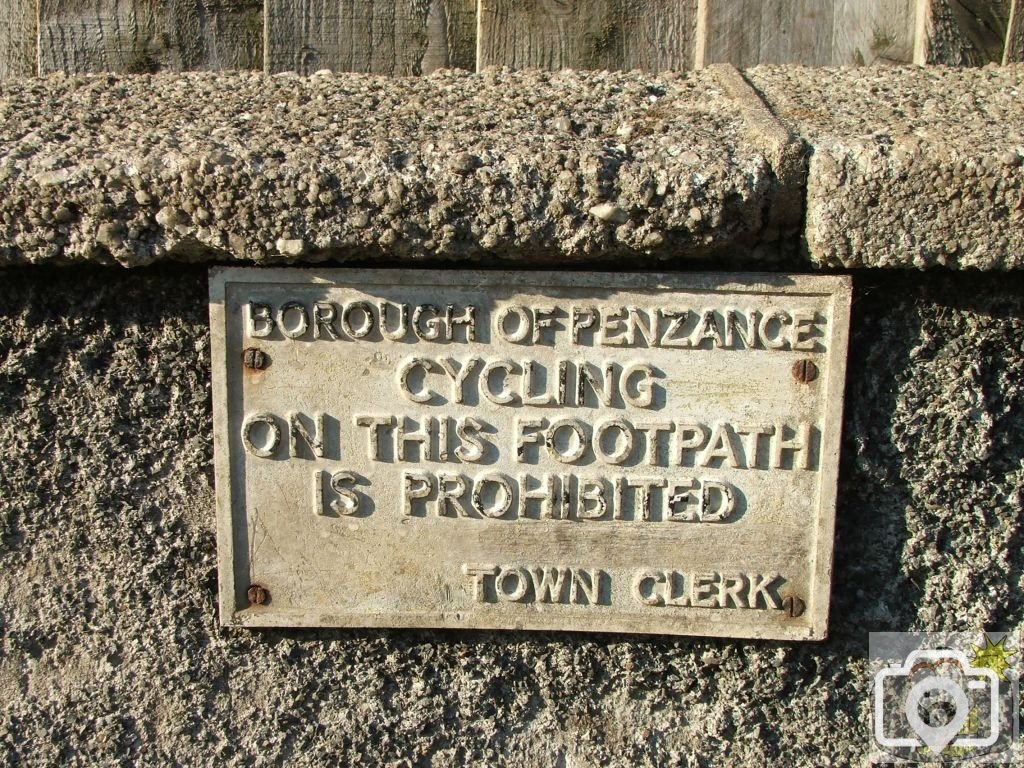 BOROUGH OF PENZANCE
CYCLING
ON THIS FOOTPATH
IS PROHIBITED
TOWN CLERK